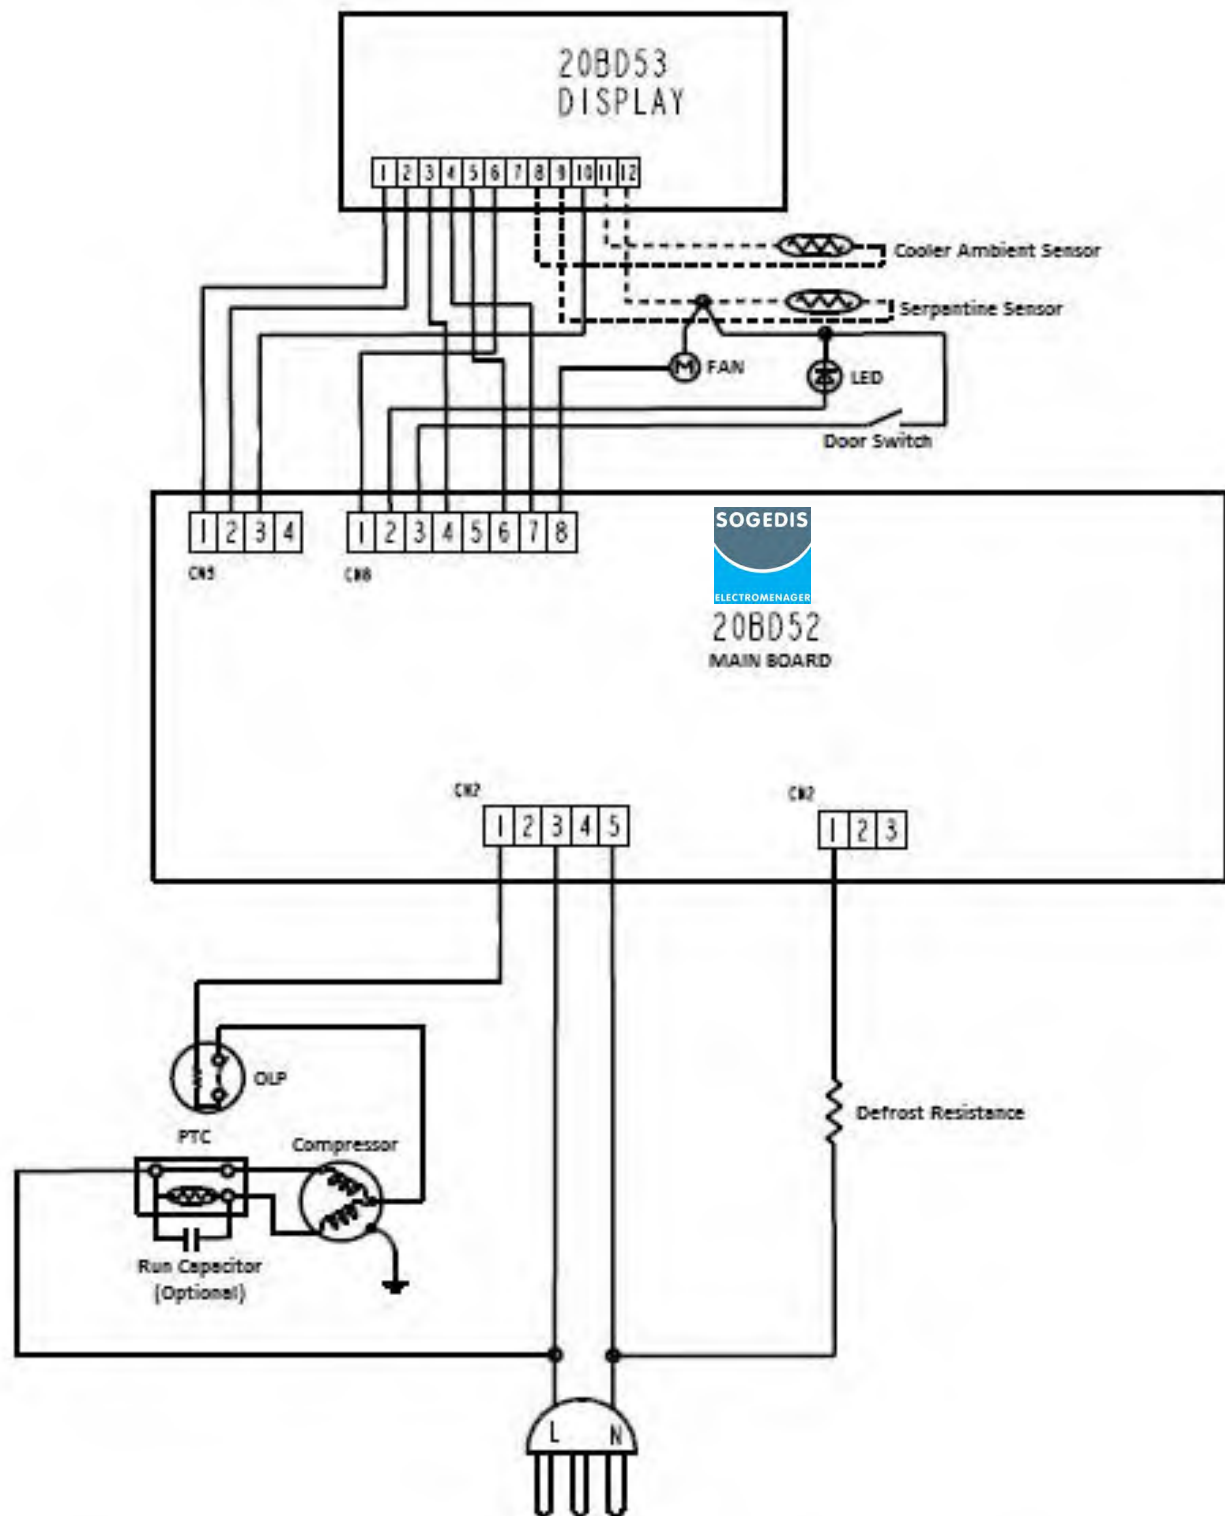 20BD53
DISPLAY
1 2 3 4 5 6 7 8 9 10 11 12
Cooler Ambient Sensor
Serpantine Sensor
FAN
M
LED
Door Switch
1 2 3 4
1 2 3 4 5 6 7 8
CN9
CN8
SOGEDIS
ELECTROMENAGER
20BD52
MAIN BOARD
CN2
CN2
1 2 3 4 5
1 2 3
OLP
PTC
Compressor
Defrost Resistance
Run Capacitor
(Optional)
L N